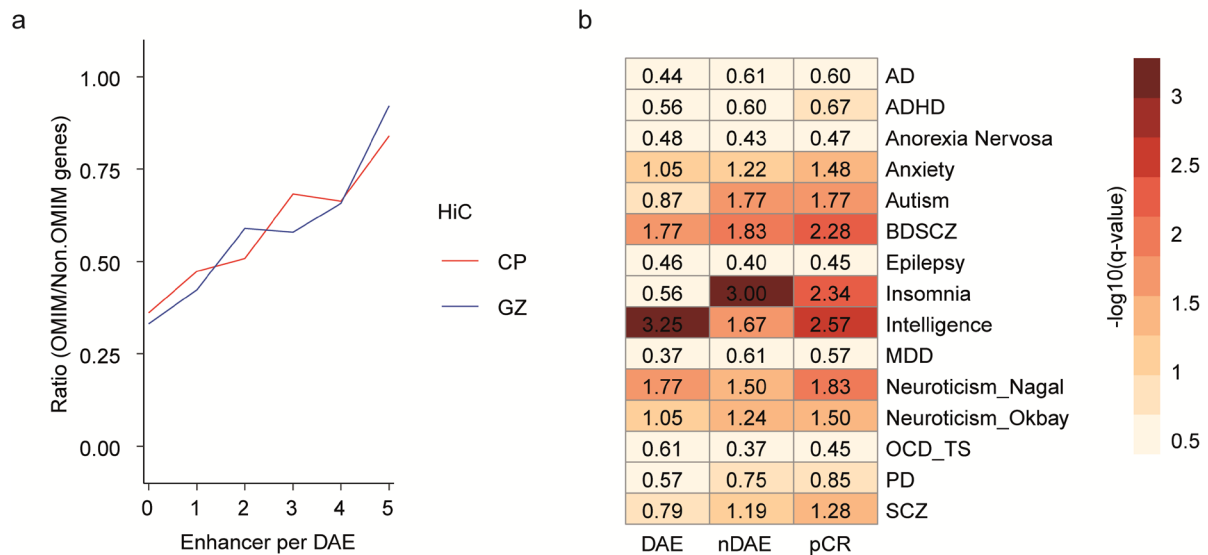 a
1.00
0.75
0.50
0.25
0.00
Ratio (OMIM/Non.OMIM genes)
0 1 2 3 4 5
Enhancer per DAE
HiC
CP
GZ
b
0.44 0.61 0.60 AD
0.56 0.60 0.67 ADHD
0.48 0.43 0.47 Anorexia Nervosa
1.05 1.22 1.48 Anxiety
0.87 1.77 1.77 Autism
1.77 1.83 2.28 BDSCZ
0.46 0.40 0.45 Epilepsy
0.56 3.00 2.34 Insomnia
3.25 1.67 2.57 Intelligence
0.37 0.61 0.57 MDD
1.77 1.50 1.83 Neuroticism_Nagal
1.05 1.24 1.50 Neuroticism_Okbay
0.61 0.37 0.45 OCD_TS
0.57 0.75 0.85 PD
0.79 1.19 1.28 SCZ
DAE nDAE pCR
-log10(q-value)
3
2.5
2
1.5
1
0.5